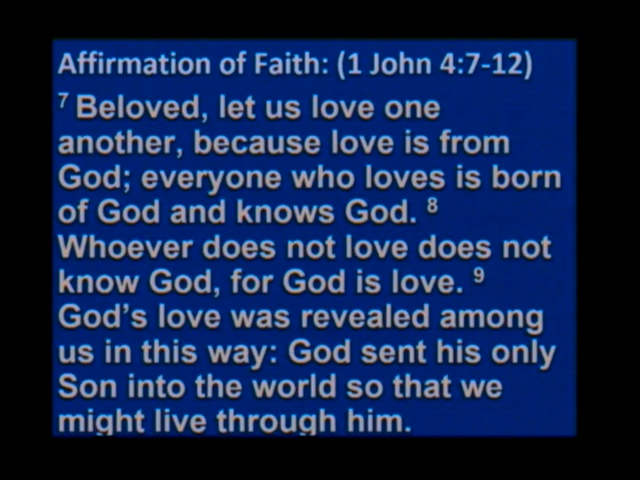 Affirmation of Faith: (1 John 4:7-12)
⁷ Beloved, let us love one
another, because love is from
God; everyone who loves is born
of God and knows God. ⁸
Whoever does not love does not
know God, for God is love. ⁹
God’s love was revealed among
us in this way: God sent his only
Son into the world so that we
might live through him.